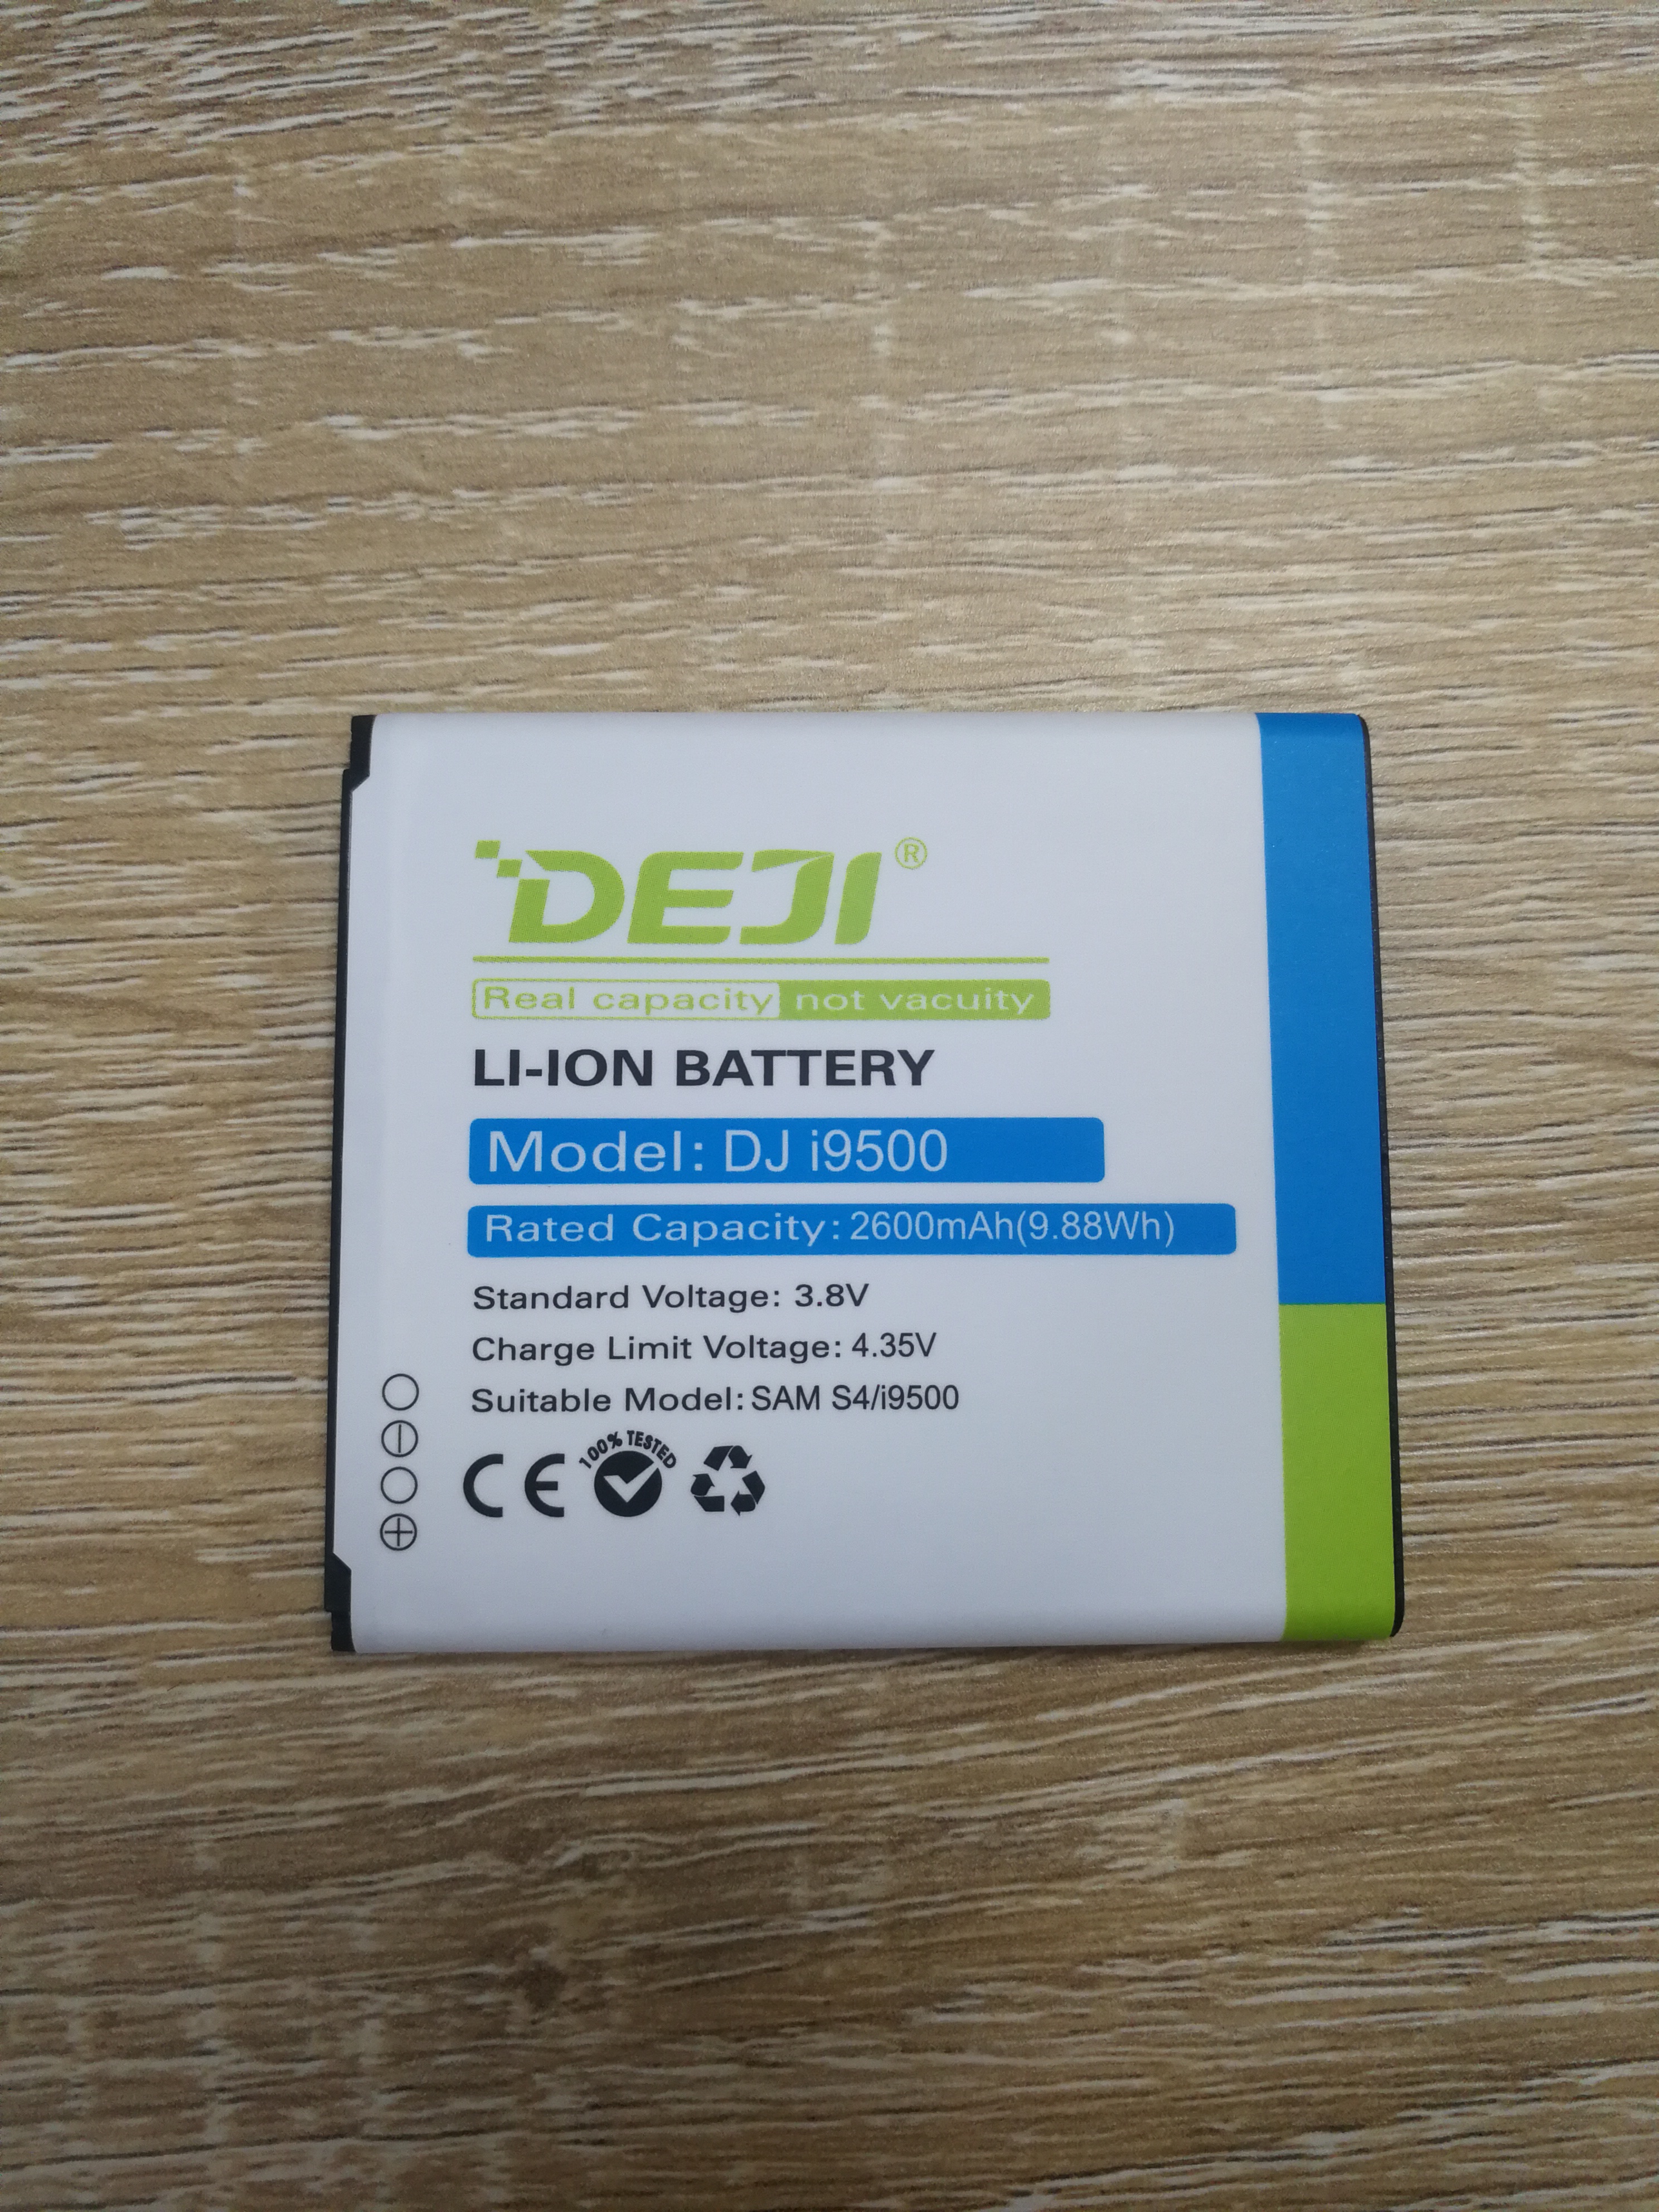 DEJI®
Real capacity not vacuity
LI-ION BATTERY
Model: DJ i9500
Rated Capacity: 2600mAh(9.88Wh)
Standard Voltage: 3.8V
Charge Limit Voltage: 4.35V
Suitable Model: SAM S4/i9500
CE 100% TESTED